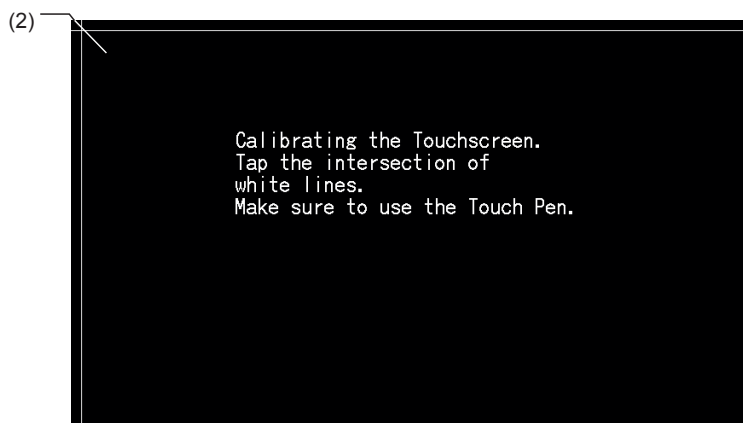 (2)
Calibrating the Touchscreen.
Tap the intersection of
white lines.
Make sure to use the Touch Pen.